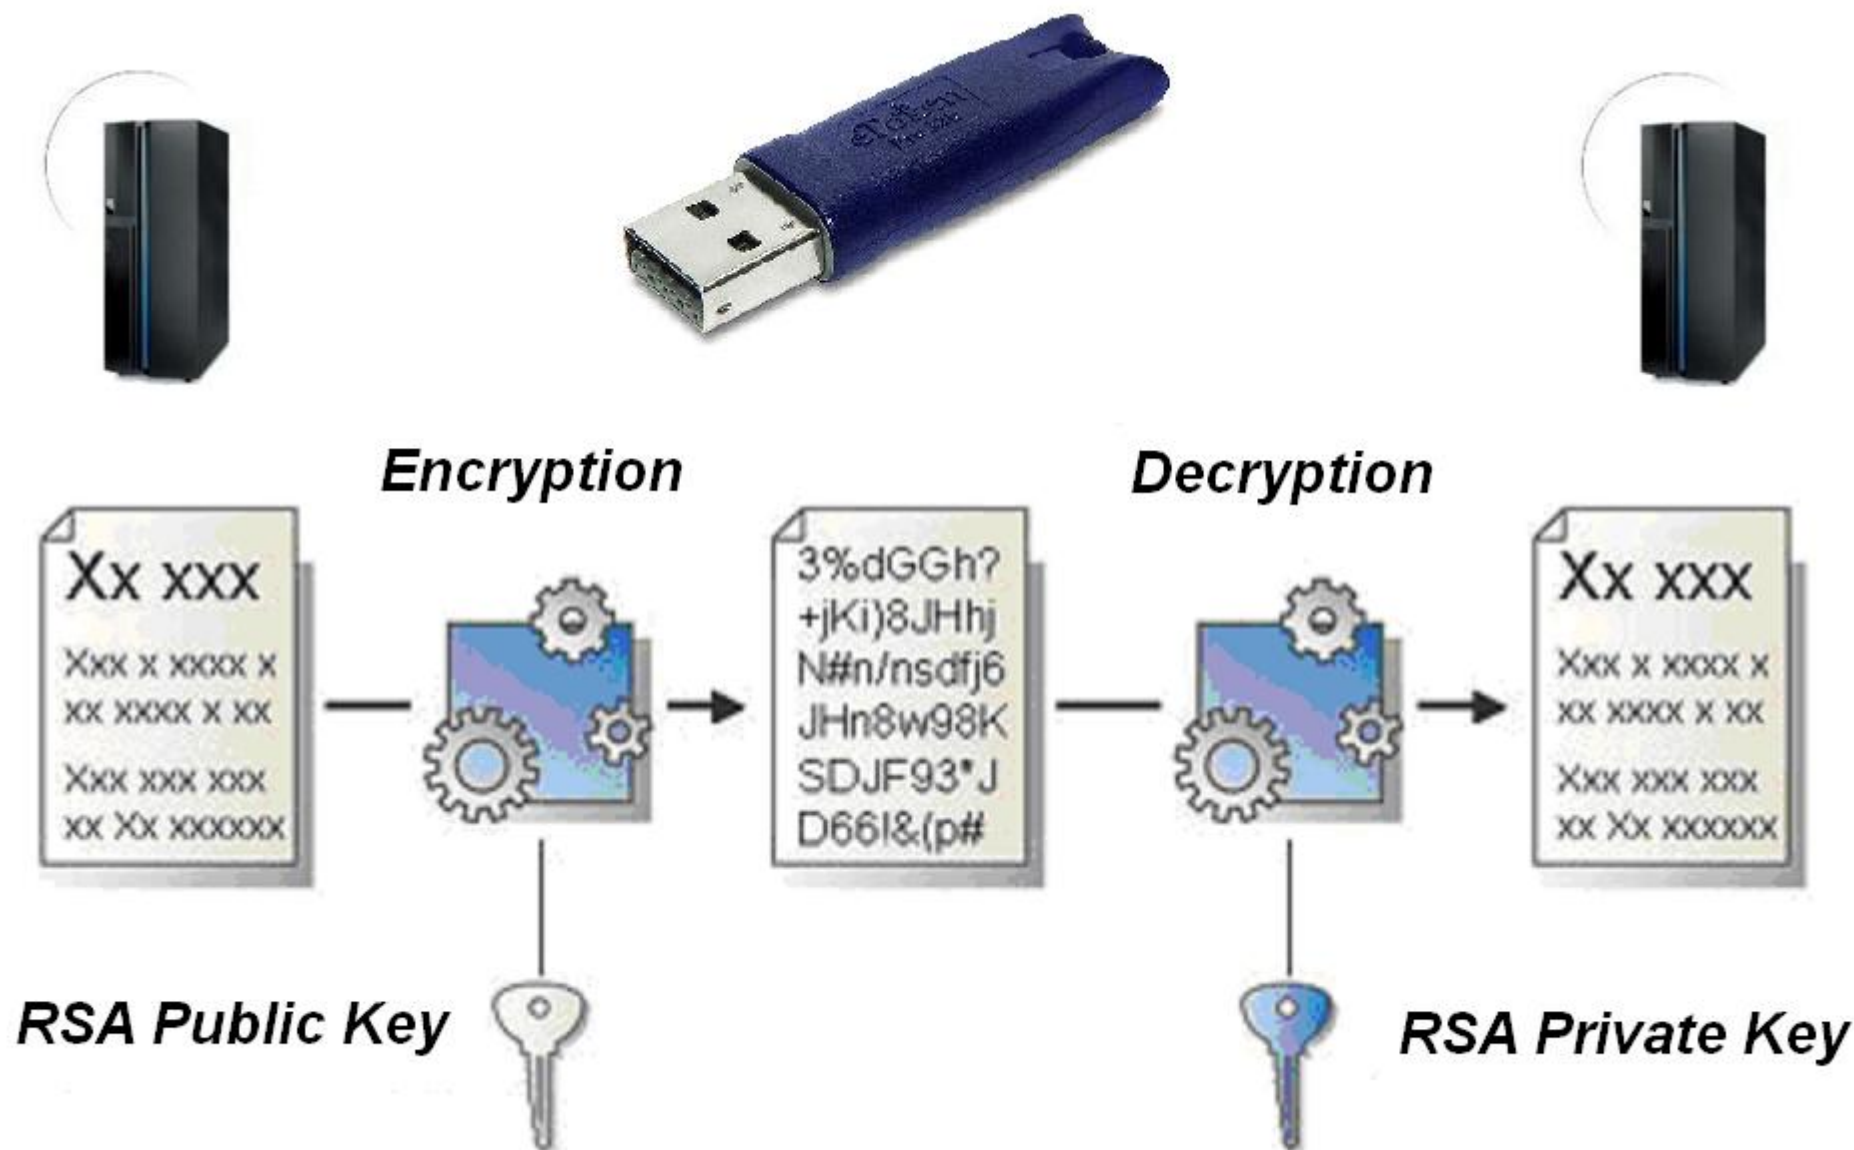 eToken
Encryption
Decryption
Xx xxx
Xxx x xxxx x
xx xxxx x xx
Xxx xxx xxx
xx Xx xxxxxx
3%dGGh?
+jKi)8JHhj
N#n/nsdfj6
JHn8w98K
SDJF93*J
D66I&(p#
Xx xxx
Xxx x xxxx x
xx xxxx x xx
Xxx xxx xxx
xx Xx xxxxxx
RSA Public Key
RSA Private Key